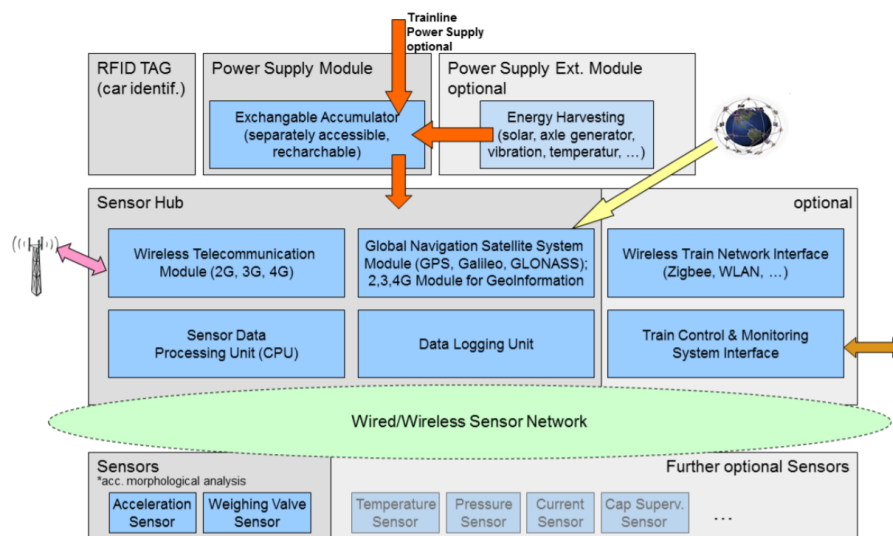 Trainline
Power Supply
optional
RFID TAG
(car identif.)
Power Supply Module
Power Supply Ext. Module
optional
Exchangable Accumulator
(separately accessible,
recharchable)
Energy Harvesting
(solar, axle generator,
vibration, temperatur, …)
Sensor Hub
optional
Wireless Telecommunication
Module (2G, 3G, 4G)
Global Navigation Satellite System
Module (GPS, Galileo, GLONASS);
2,3,4G Module for GeoInformation
Wireless Train Network Interface
(Zigbee, WLAN, …)
Sensor Data
Processing Unit (CPU)
Data Logging Unit
Train Control & Monitoring
System Interface
Wired/Wireless Sensor Network
Sensors
*acc. morphological analysis
Further optional Sensors
Acceleration
Sensor
Weighing Valve
Sensor
Temperature
Sensor
Pressure
Sensor
Current
Sensor
Cap Superv.
Sensor
…